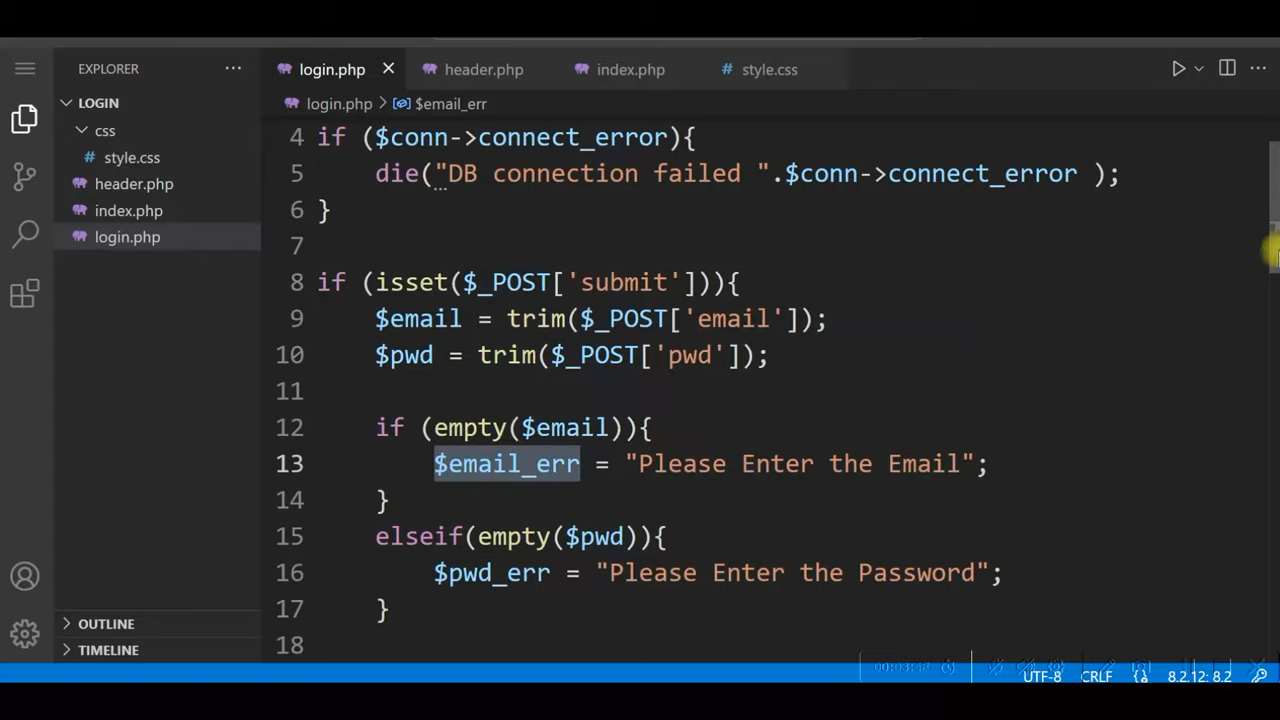 EXPLORER
login.php
header.php
index.php
style.css
LOGIN
login.php > $email_err
css
style.css
header.php
index.php
login.php
4 if ($conn->connect_error){
5 die("DB connection failed ".$conn->connect_error );
6 }
7
8 if (isset($_POST['submit'])){
9 $email = trim($_POST['email']);
10 $pwd = trim($_POST['pwd']);
11
12 if (empty($email)){
13 $email_err = "Please Enter the Email";
14 }
15 elseif(empty($pwd)){
16 $pwd_err = "Please Enter the Password";
17 }
18
OUTLINE
TIMELINE
UTF-8 CRLF {} 8.2.12: 8.2